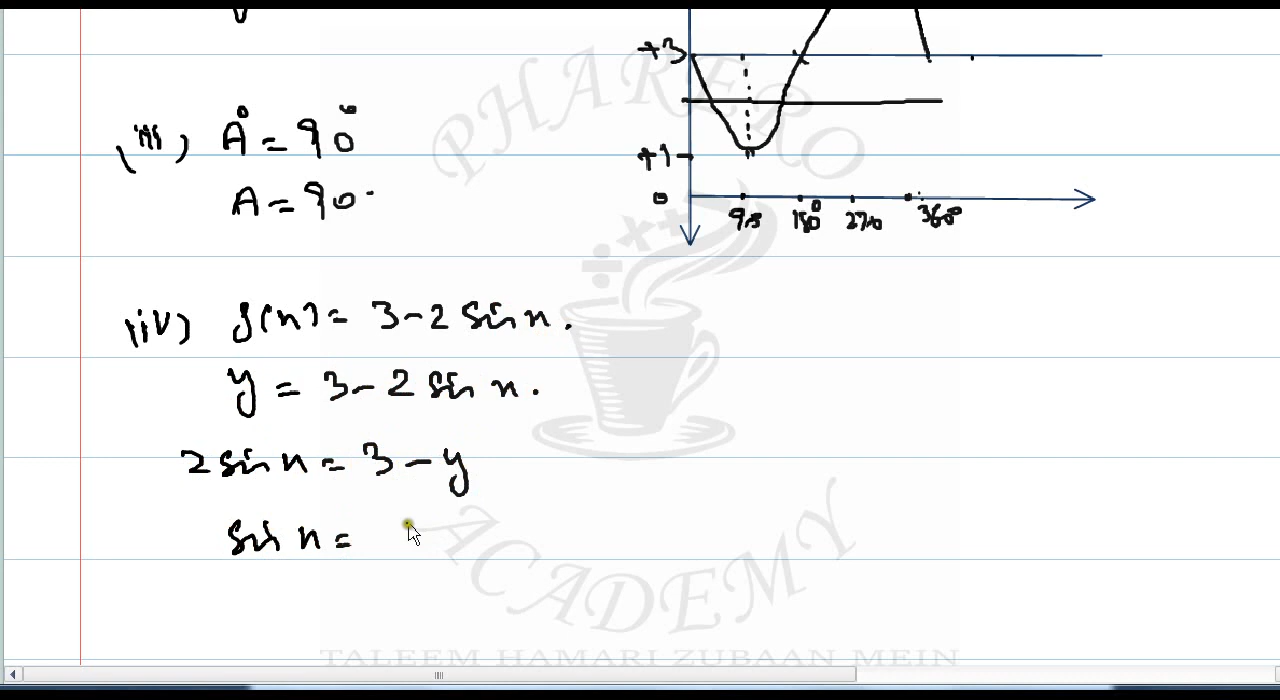 +3
(iii) A° = 90°
+1
A = 90°
0
90 180° 270 360°
(iv) f(x) = 3 - 2 sin x.
y = 3 - 2 sin x.
2 sin x = 3 - y
sin x =
PHARERO
÷ ××
ACADEMY
TALEEM HAMARI ZUBAAN MEIN